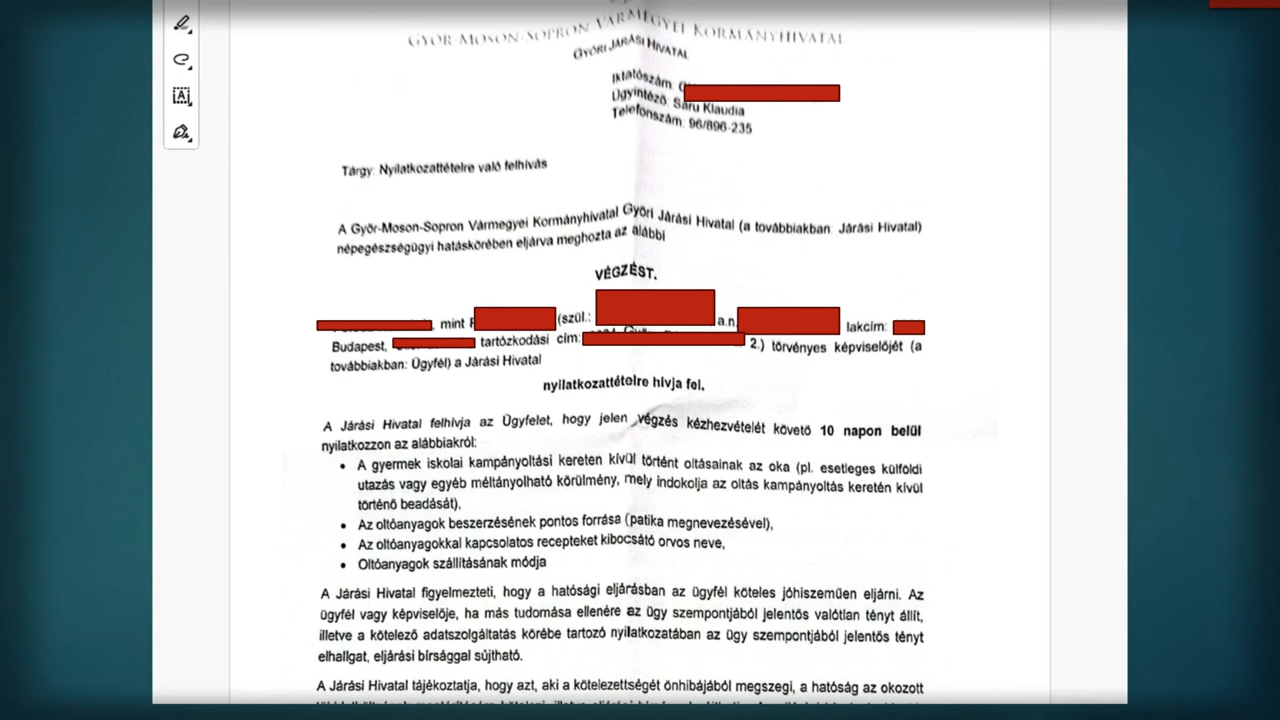 GYŐR-MOSON-SOPRON VÁRMEGYEI KORMÁNYHIVATAL
GYŐRI JÁRÁSI HIVATAL
Iktatószám:
Ügyintéző: Saru Klaudia
Telefonszám: 96/896-235
Tárgy: Nyilatkozattételre való felhívás
A Győr-Moson-Sopron Vármegyei Kormányhivatal Győri Járási Hivatal (a továbbiakban: Járási Hivatal)
népegészségügyi hatáskörében eljárva meghozta az alábbi
VÉGZÉST.
, mint (szül.: a.n. lakcím:
Budapest, tartózkodási cím: 2.) törvényes képviselőjét (a
továbbiakban: Ügyfél) a Járási Hivatal
nyilatkozattételre hívja fel.
A Járási Hivatal felhívja az Ügyfelet, hogy jelen végzés kézhezvételét követő 10 napon belül
nyilatkozzon az alábbiakról:
• A gyermek iskolai kampányoltási kereten kívül történt oltásainak az oka (pl. esetleges külföldi
utazás vagy egyéb méltányolható körülmény, mely indokolja az oltás kampányoltás keretén kívül
történő beadását),
• Az oltóanyagok beszerzésének pontos forrása (patika megnevezésével),
• Az oltóanyagokkal kapcsolatos recepteket kibocsátó orvos neve,
• Oltóanyagok szállításának módja
A Járási Hivatal figyelmezteti, hogy a hatósági eljárásban az ügyfél köteles jóhiszeműen eljárni. Az
ügyfél vagy képviselője, ha más tudomása ellenére az ügy szempontjából jelentős valótlan tényt állít,
illetve a kötelező adatszolgáltatás körébe tartozó nyilatkozatában az ügy szempontjából jelentős tényt
elhallgat, eljárási bírsággal sújtható.
A Járási Hivatal tájékoztatja, hogy azt, aki a kötelezettségét önhibájából megszegi, a hatóság az okozott